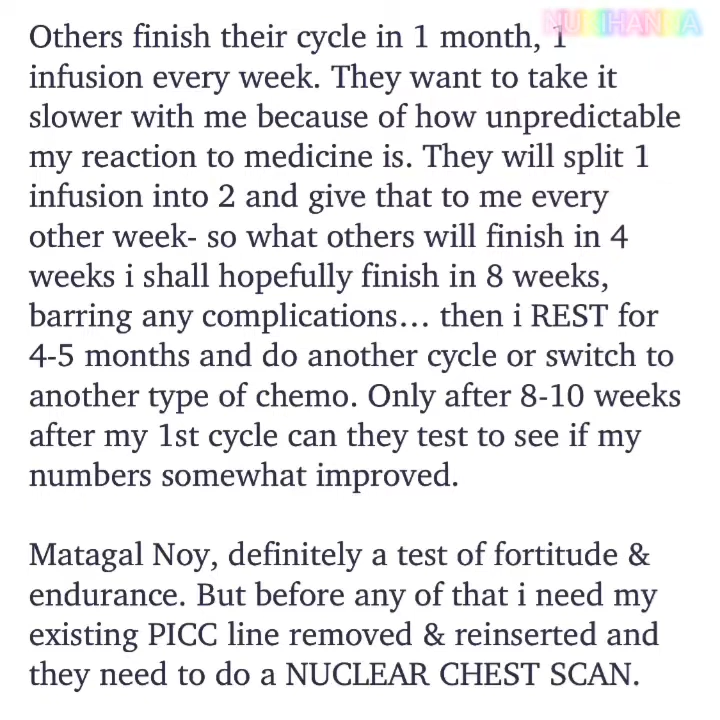 Others finish their cycle in 1 month, 1
infusion every week. They want to take it
slower with me because of how unpredictable
my reaction to medicine is. They will split 1
infusion into 2 and give that to me every
other week- so what others will finish in 4
weeks i shall hopefully finish in 8 weeks,
barring any complications... then i REST for
4-5 months and do another cycle or switch to
another type of chemo. Only after 8-10 weeks
after my 1st cycle can they test to see if my
numbers somewhat improved.
Matagal Noy, definitely a test of fortitude &
endurance. But before any of that i need my
existing PICC line removed & reinserted and
they need to do a NUCLEAR CHEST SCAN.